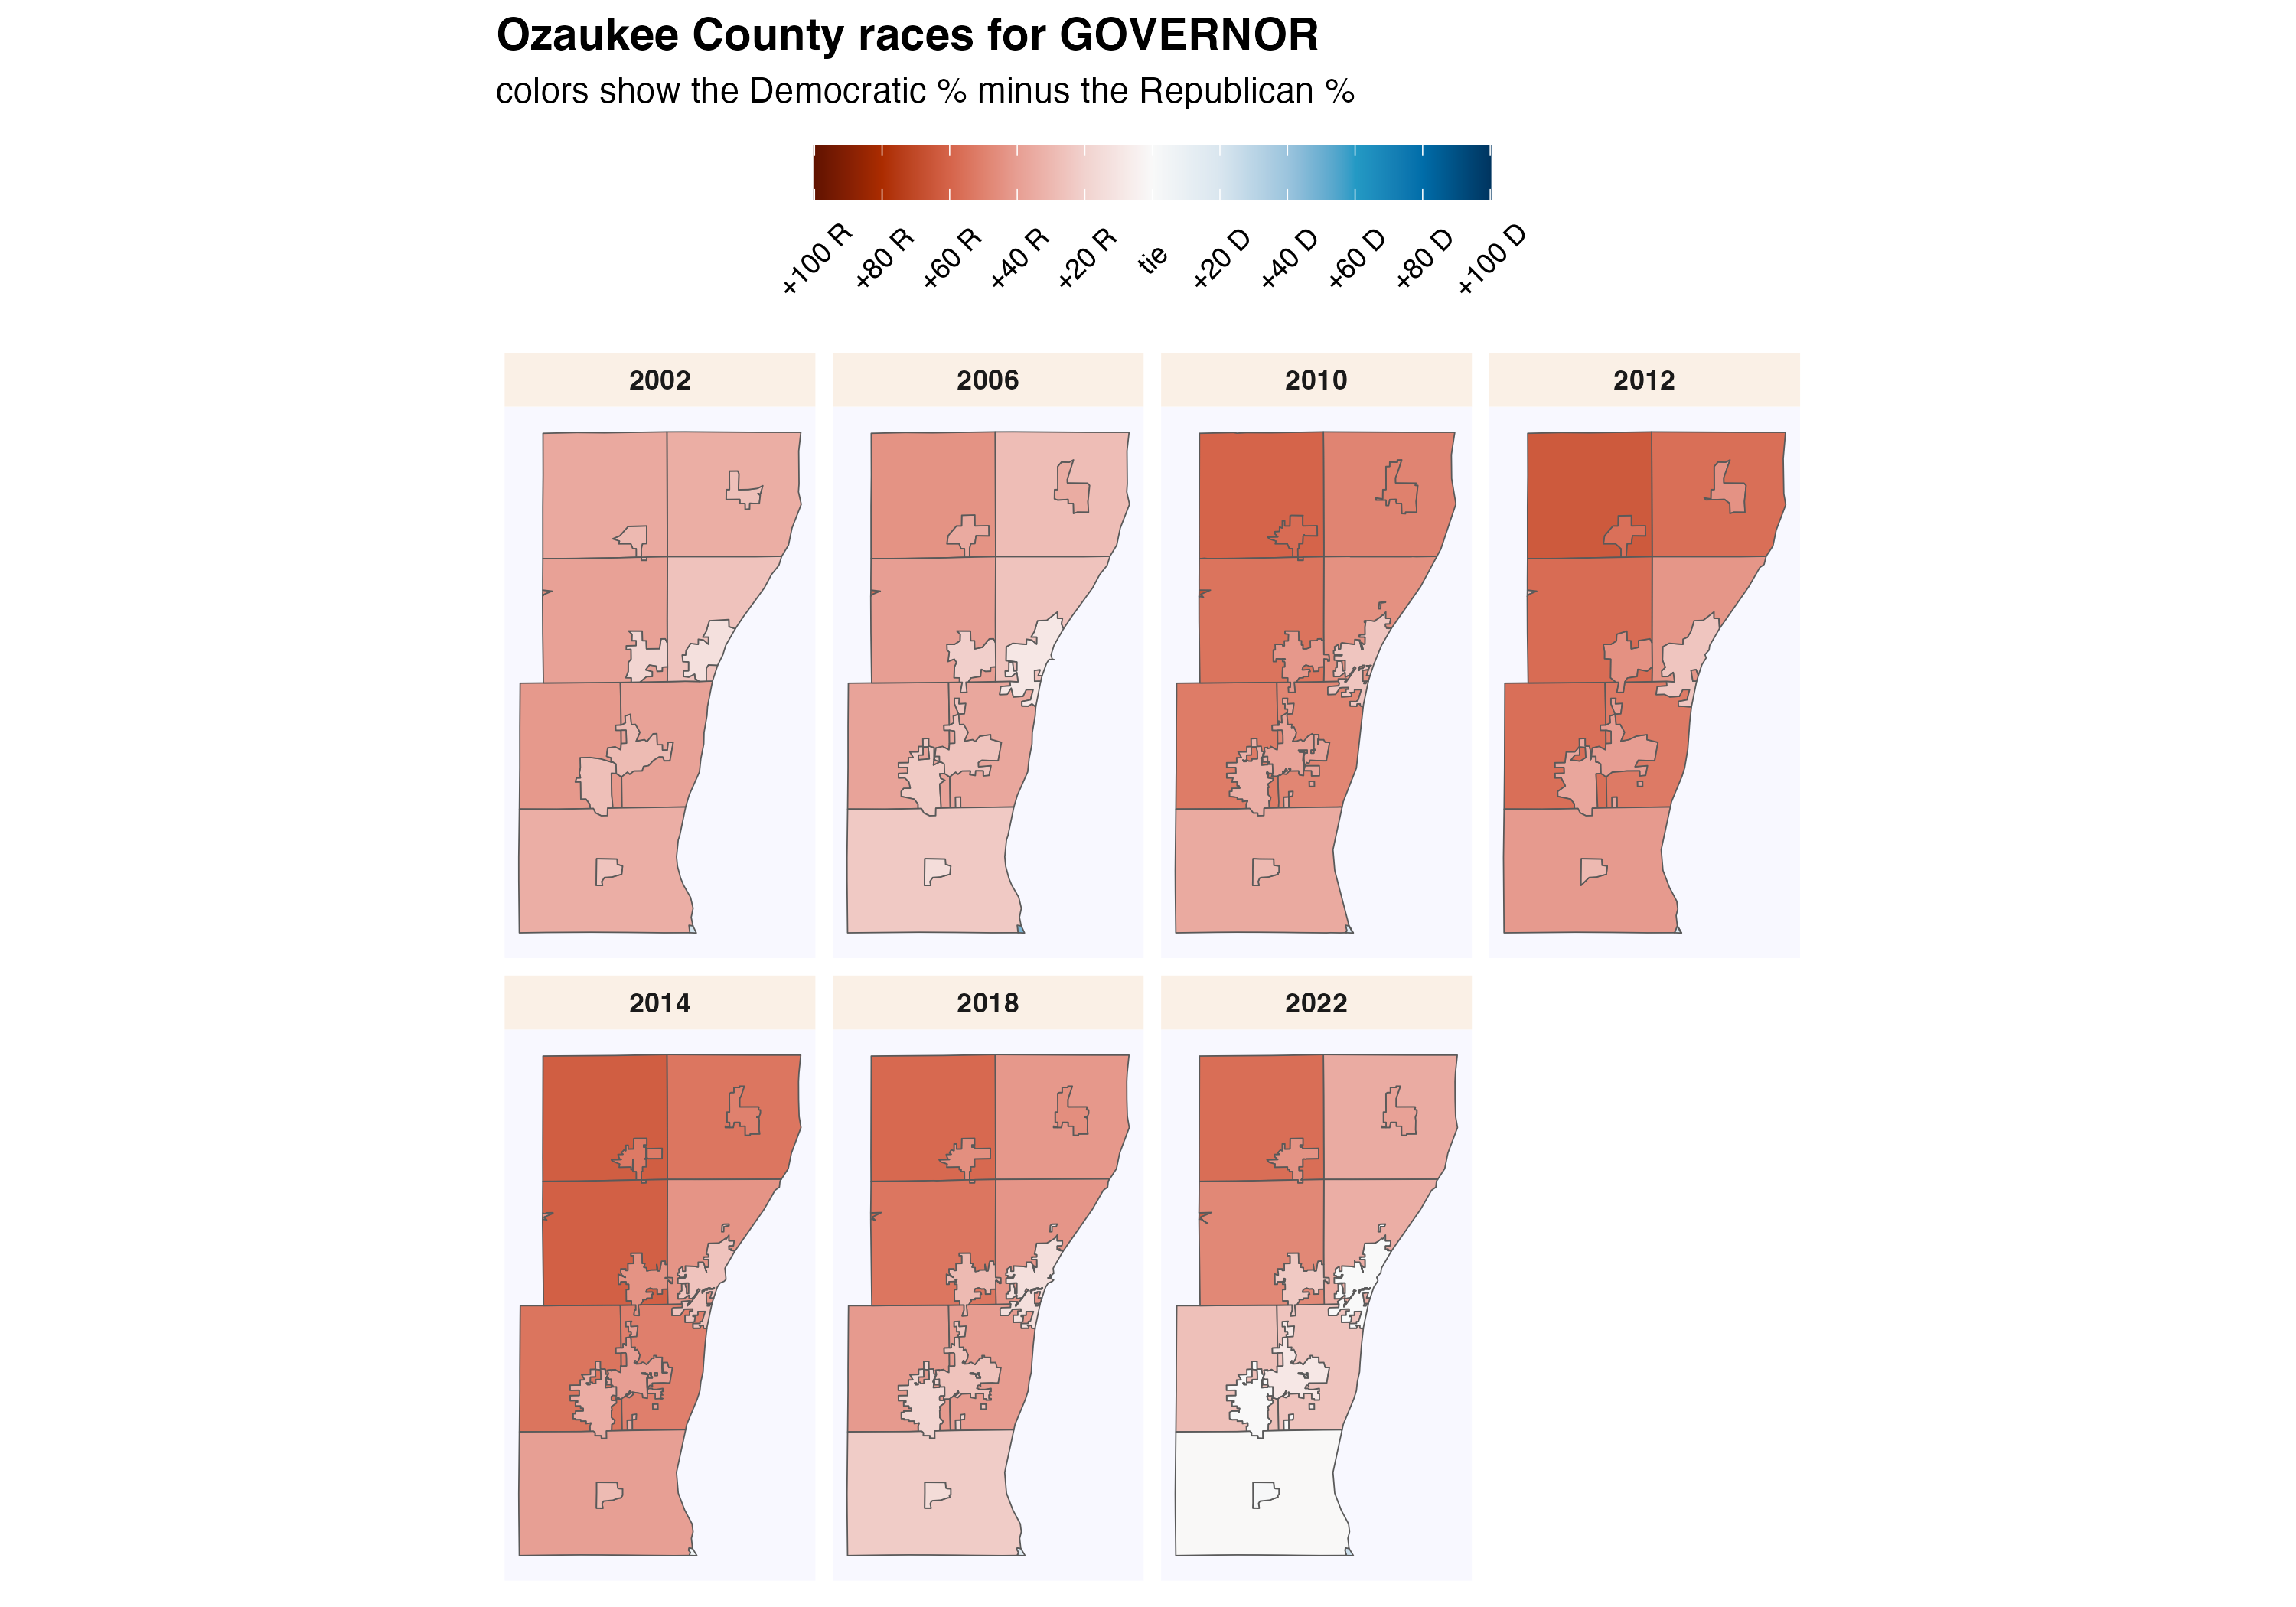 Ozaukee County races for GOVERNOR
colors show the Democratic % minus the Republican %
+100 R
+80 R
+60 R
+40 R
+20 R
tie
+20 D
+40 D
+60 D
+80 D
+100 D
2002
2006
2010
2012
2014
2018
2022